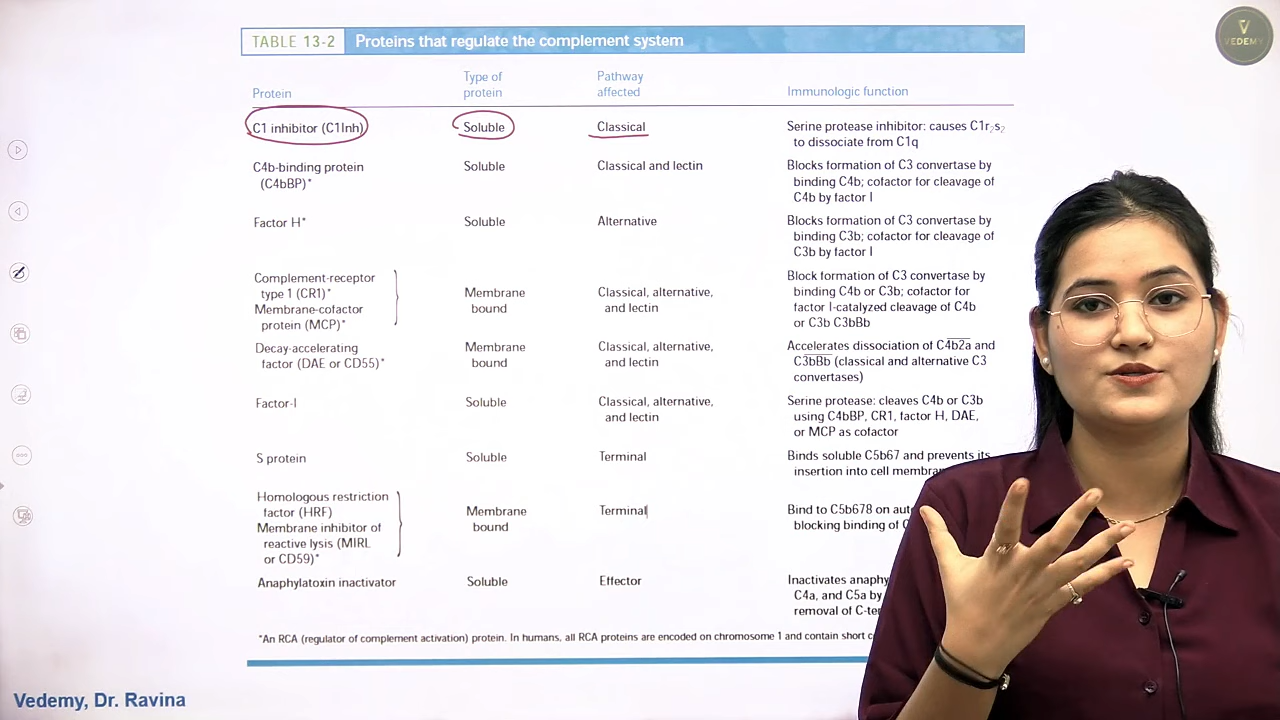 TABLE 13-2 Proteins that regulate the complement system
VEDEMY
Protein
Type of
protein
Pathway
affected
Immunologic function
C1 inhibitor (C1Inh)
Soluble
Classical
Serine protease inhibitor: causes C1r₂s₂
to dissociate from C1q
C4b-binding protein
(C4bBP)*
Soluble
Classical and lectin
Blocks formation of C3 convertase by
binding C4b; cofactor for cleavage of
C4b by factor I
Factor H*
Soluble
Alternative
Blocks formation of C3 convertase by
binding C3b; cofactor for cleavage of
C3b by factor I
Complement-receptor
type 1 (CR1)*
Membrane-cofactor
protein (MCP)*
Membrane
bound
Classical, alternative,
and lectin
Block formation of C3 convertase by
binding C4b or C3b; cofactor for
factor I-catalyzed cleavage of C4b
or C3b C3bBb
Decay-accelerating
factor (DAE or CD55)*
Membrane
bound
Classical, alternative,
and lectin
Accelerates dissociation of C4b2a and
C3bBb (classical and alternative C3
convertases)
Factor-I
Soluble
Classical, alternative,
and lectin
Serine protease: cleaves C4b or C3b
using C4bBP, CR1, factor H, DAE,
or MCP as cofactor
S protein
Soluble
Terminal
Binds soluble C5b67 and prevents its
insertion into cell
Homologous restriction
factor (HRF)
Membrane inhibitor of
reactive lysis (MIRL
or CD59)*
Membrane
bound
Terminal
Bind to C5b678 on
blocking binding of
Anaphylatoxin inactivator
Soluble
Effector
Inactivates
C4a, and C5a by
removal of
*An RCA (regulator of complement activation) protein. In humans, all RCA proteins are encoded on chromosome 1 and contain short
Vedemy, Dr. Ravina